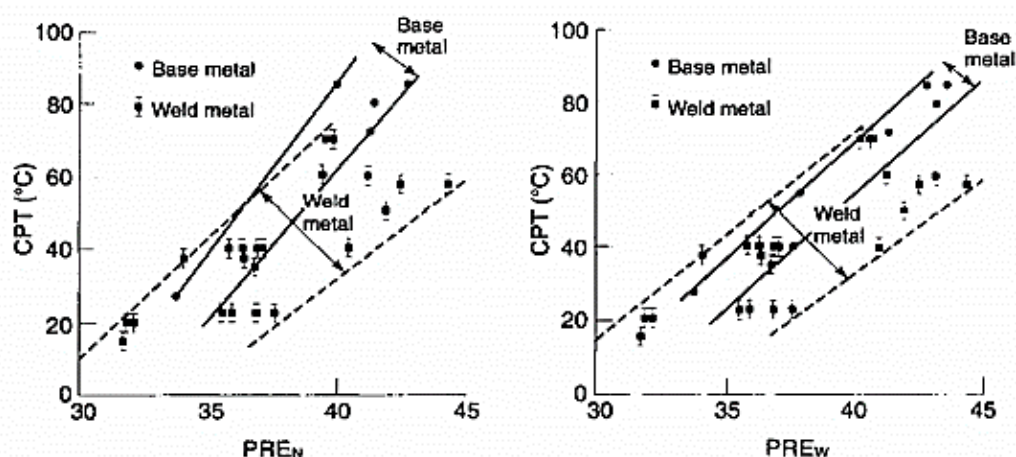 100
80
60
40
20
0
CPT (°C)
Base metal
Weld metal
Base
metal
Weld
metal
30
35
40
45
PREN
100
80
60
40
20
0
CPT (°C)
Base metal
Weld metal
Base
metal
Weld
metal
30
35
40
45
PREW